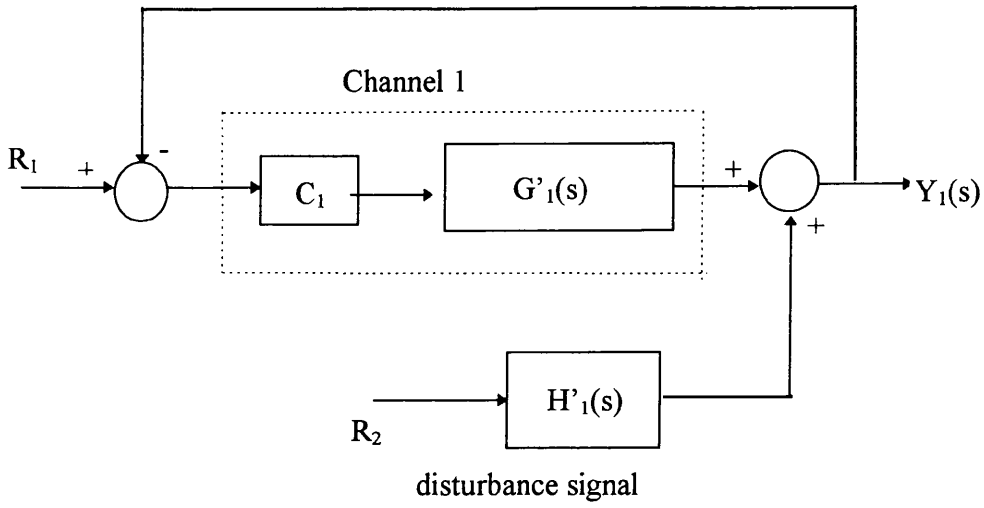 Channel 1
R₁
+
-
C₁
G'₁(s)
+
Y₁(s)
+
H'₁(s)
R₂
disturbance signal